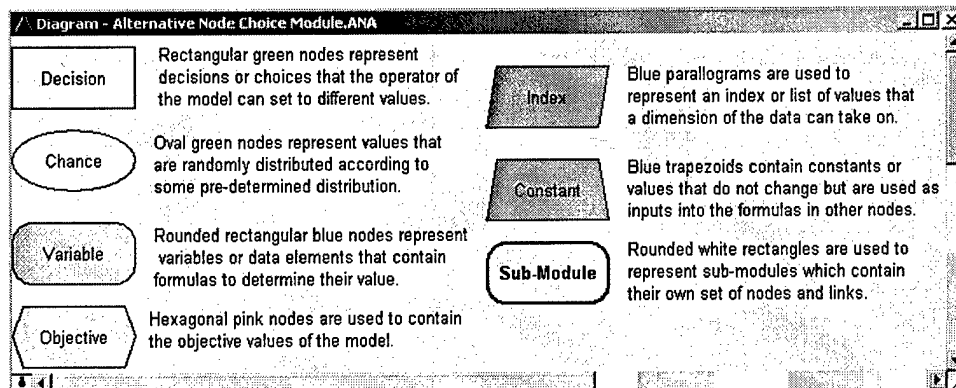 Diagram - Alternative Node Choice Module.ANA
Decision
Rectangular green nodes represent
decisions or choices that the operator of
the model can set to different values.
Chance
Oval green nodes represent values that
are randomly distributed according to
some pre-determined distribution.
Variable
Rounded rectangular blue nodes represent
variables or data elements that contain
formulas to determine their value.
Objective
Hexagonal pink nodes are used to contain
the objective values of the model.
Index
Blue parallograms are used to
represent an index or list of values that
a dimension of the data can take on.
Constant
Blue trapezoids contain constants or
values that do not change but are used as
inputs into the formulas in other nodes.
Sub-Module
Rounded white rectangles are used to
represent sub-modules which contain
their own set of nodes and links.